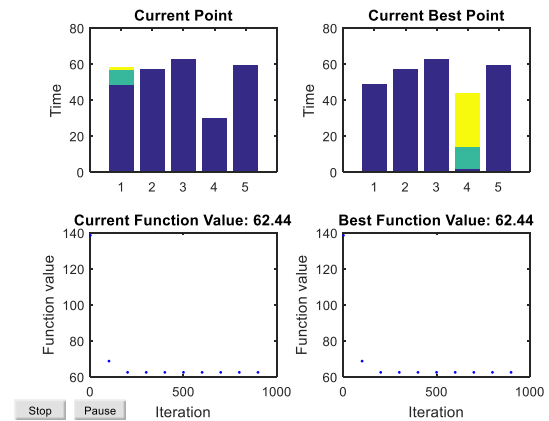 Current Point
Current Best Point
80
60
40
20
0
Time
1 2 3 4 5
80
60
40
20
0
Time
1 2 3 4 5
Current Function Value: 62.44
Best Function Value: 62.44
140
120
100
80
60
Function value
0 500 1000
Iteration
140
120
100
80
60
Function value
0 500 1000
Iteration
Stop
Pause